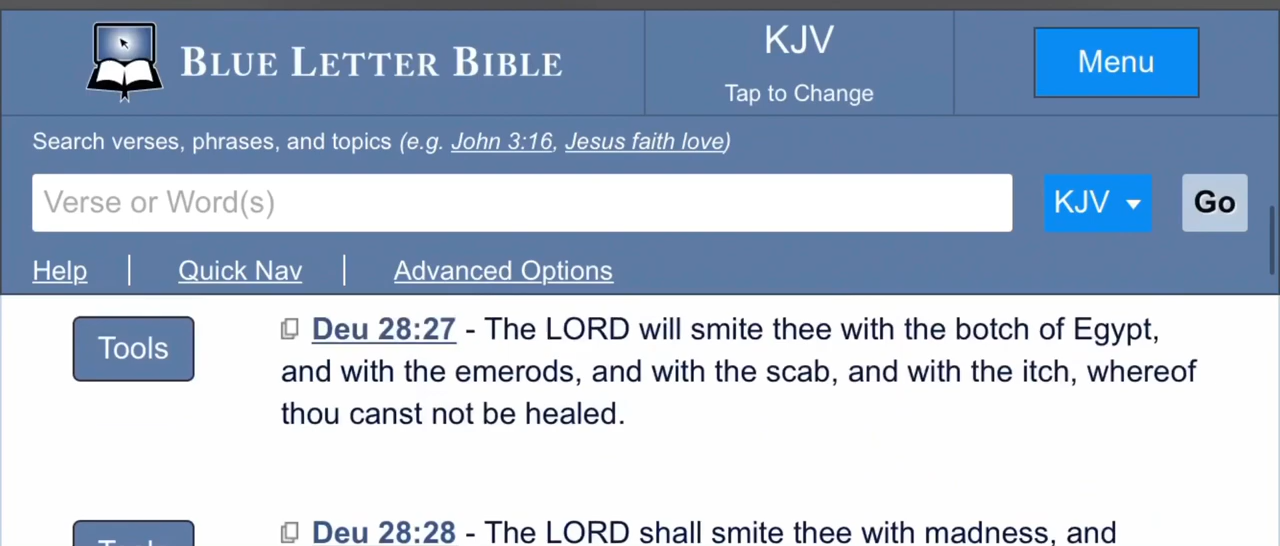 BLUE LETTER BIBLE
KJV
Tap to Change
Menu
Search verses, phrases, and topics (e.g. John 3:16, Jesus faith love)
Verse or Word(s)
KJV
Go
Help
Quick Nav
Advanced Options
Tools
Deu 28:27 - The LORD will smite thee with the botch of Egypt,
and with the emerods, and with the scab, and with the itch, whereof
thou canst not be healed.
Tools
Deu 28:28 - The LORD shall smite thee with madness, and